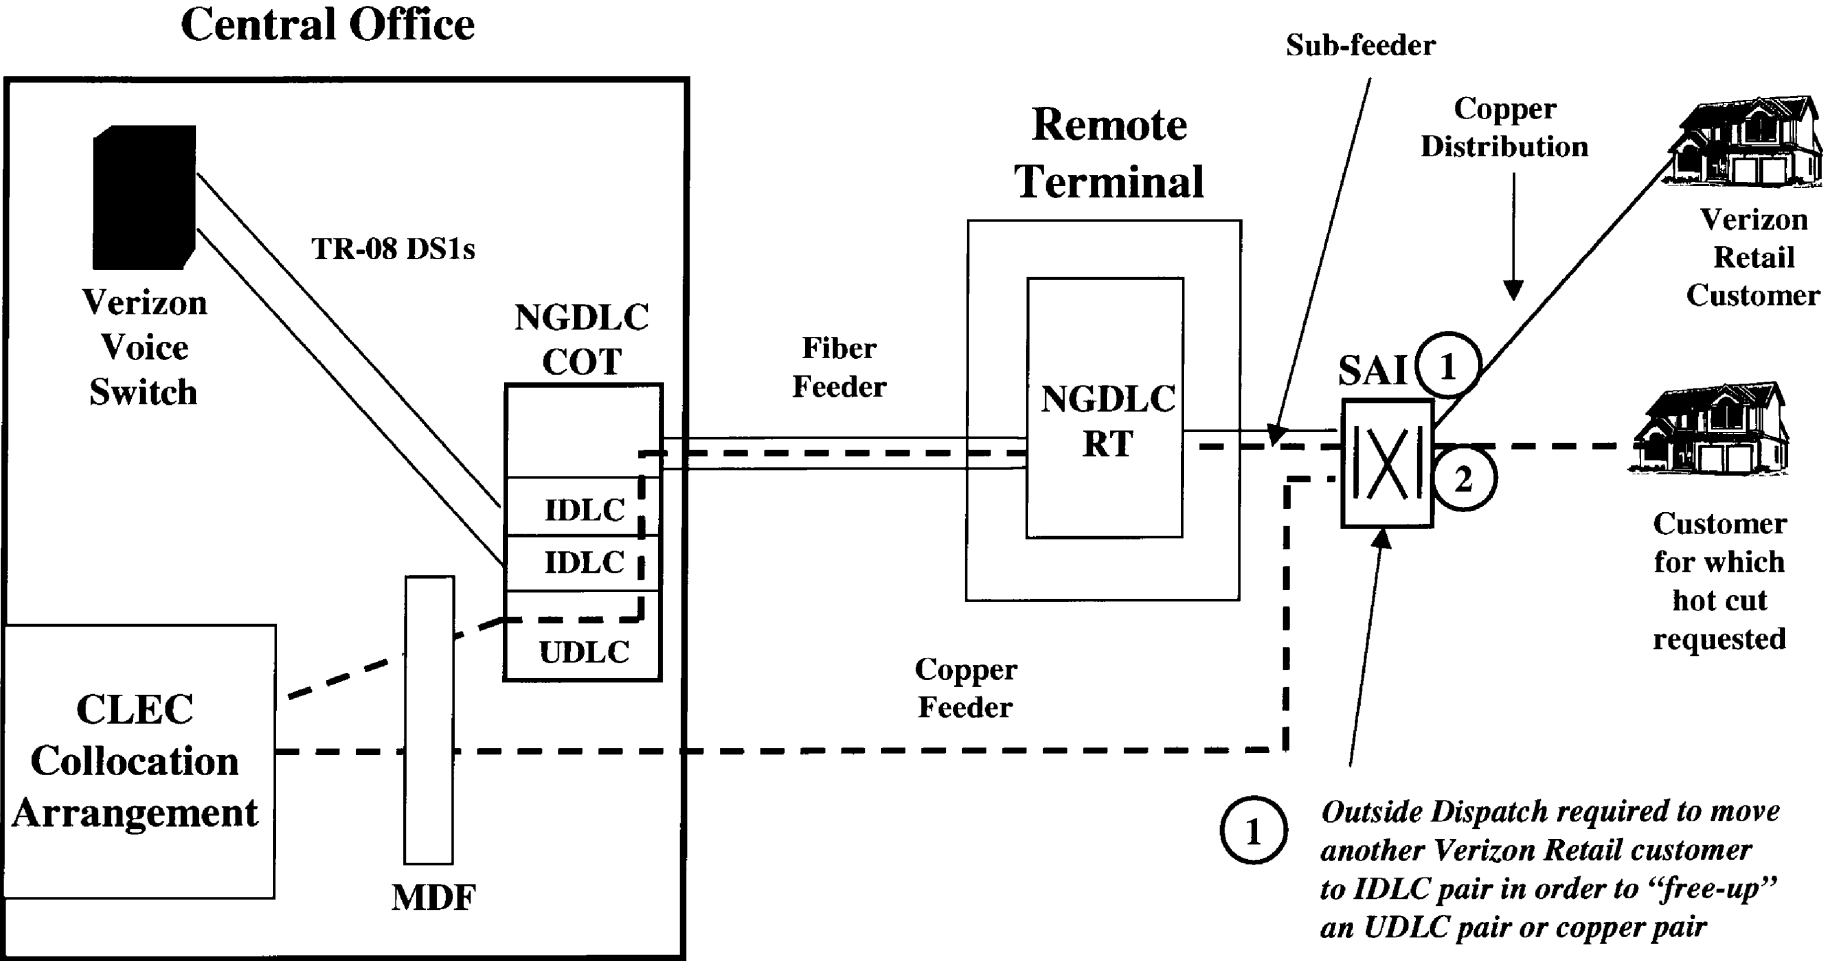 Central Office
Sub-feeder
Copper
Distribution
Remote
Terminal
Verizon
Retail
Customer
TR-08 DS1s
Verizon
Voice
Switch
NGDLC
COT
Fiber
Feeder
NGDLC
RT
SAI
1
2
IDLC
IDLC
UDLC
Customer
for which
hot cut
requested
CLEC
Collocation
Arrangement
Copper
Feeder
MDF
1
Outside Dispatch required to move
another Verizon Retail customer
to IDLC pair in order to “free-up”
an UDLC pair or copper pair